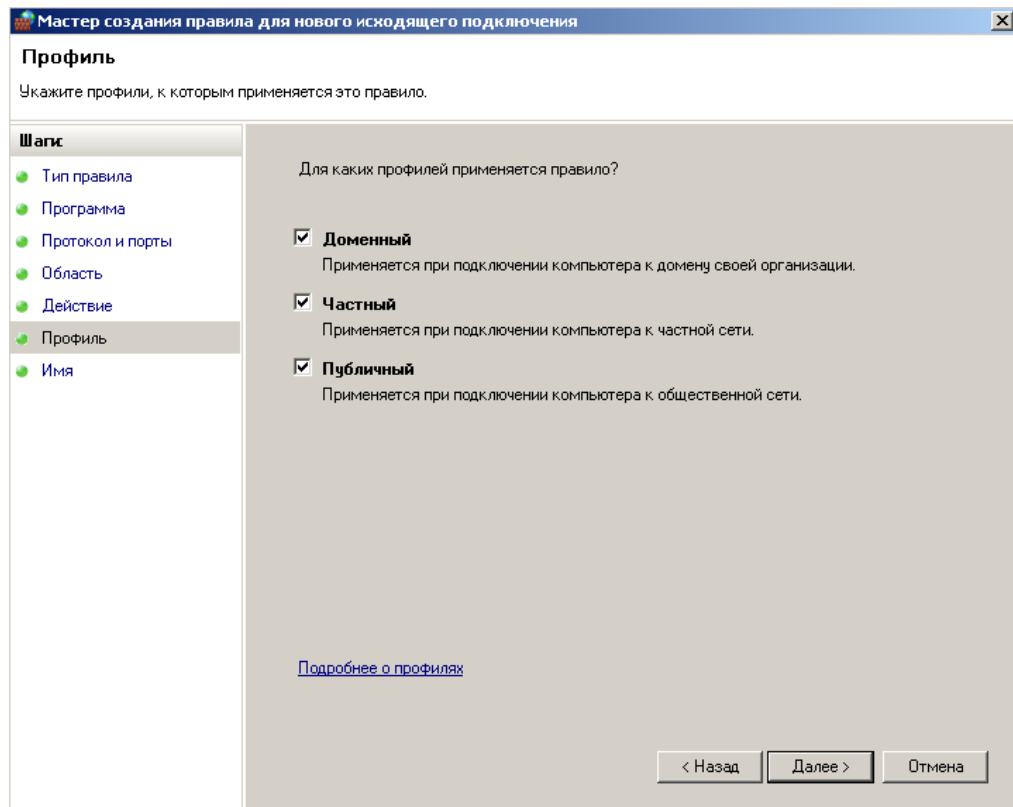 Мастер создания правила для нового исходящего подключения
Профиль
Укажите профили, к которым применяется это правило.
Шаги:
Тип правила
Программа
Протокол и порты
Область
Действие
Профиль
Имя
Для каких профилей применяется правило?
Доменный
Применяется при подключении компьютера к домену своей организации.
Частный
Применяется при подключении компьютера к частной сети.
Публичный
Применяется при подключении компьютера к общественной сети.
Подробнее о профилях
< Назад
Далее >
Отмена